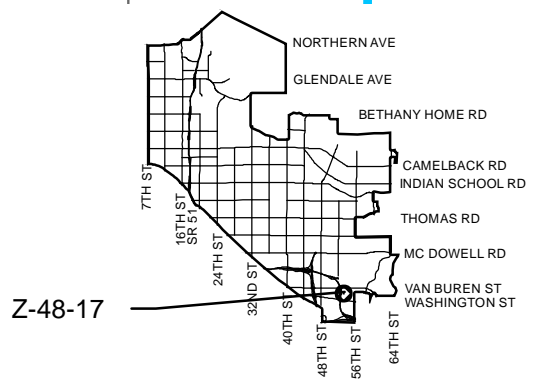 NORTHERN AVE
GLENDALE AVE
BETHANY HOME RD
CAMELBACK RD
INDIAN SCHOOL RD
THOMAS RD
MC DOWELL RD
VAN BUREN ST
WASHINGTON ST
Z-48-17
7TH ST
16TH ST
SR 51
24TH ST
32ND ST
40TH ST
48TH ST
56TH ST
64TH ST